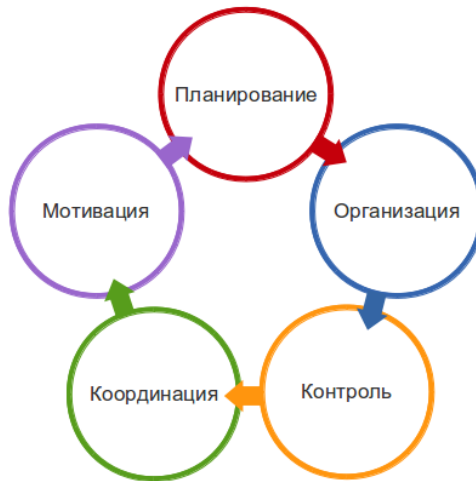 Планирование
Организация
Контроль
Координация
Мотивация